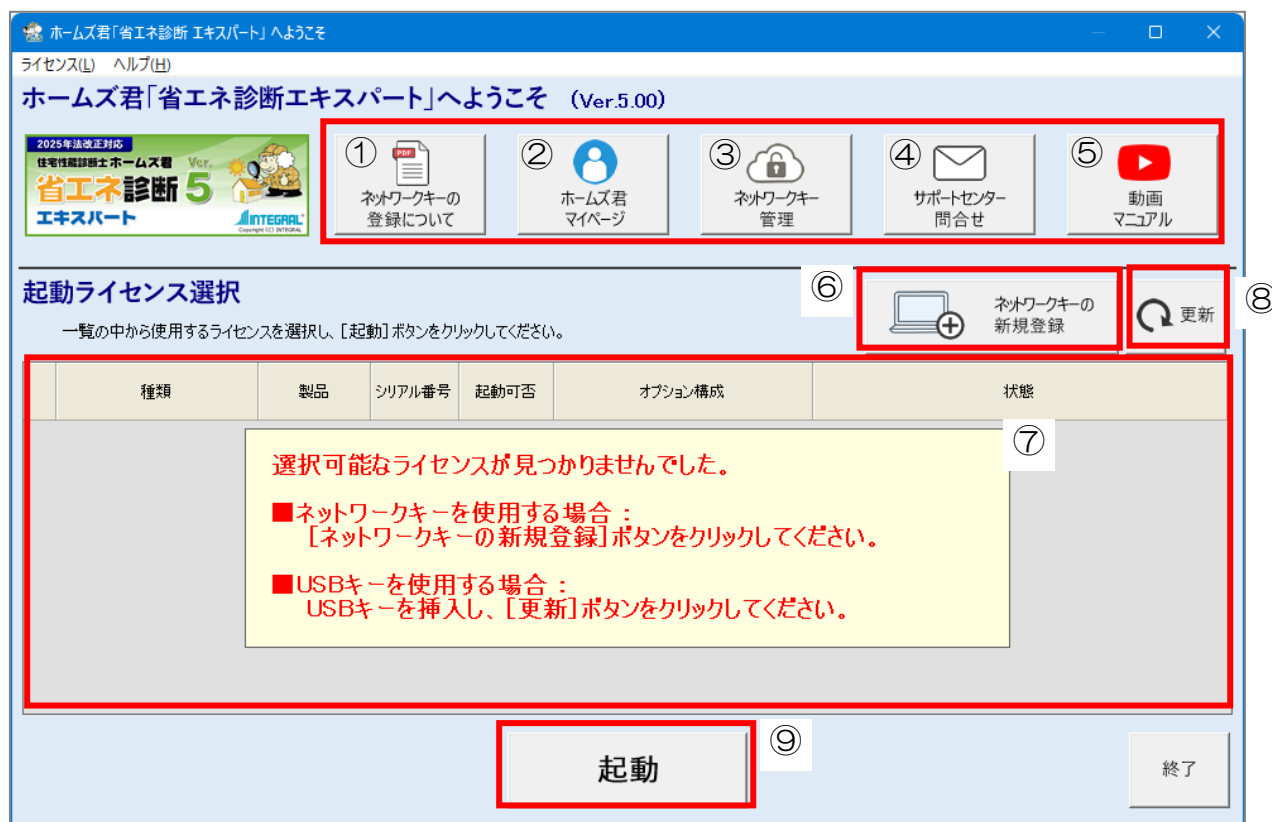 ホームズ君「省エネ診断 エキスパート」 へようこそ
ライセンス(L) ヘルプ(H)
ホームズ君「省エネ診断エキスパート」へようこそ (Ver.5.00)
2025年法改正対応
住宅性能診断士 ホームズ君 Ver.
省エネ診断 5
エキスパート
INTEGRAL
Copyright (C) INTEGRAL
①
PDF
ネットワークキーの
登録について
②
ホームズ君
マイページ
③
ネットワークキー
管理
④
サポートセンター
問合せ
⑤
動画
マニュアル
起動ライセンス選択
一覧の中から使用するライセンスを選択し、[起動] ボタンをクリックしてください。
⑥
ネットワークキーの
新規登録
更新
⑧
種類 製品 シリアル番号 起動可否 オプション構成 状態
⑦
選択可能なライセンスが見つかりませんでした。
■ネットワークキーを使用する場合：
[ネットワークキーの新規登録]ボタンをクリックしてください。
■USBキーを使用する場合：
USBキーを挿入し、[更新]ボタンをクリックしてください。
起動
⑨
終了